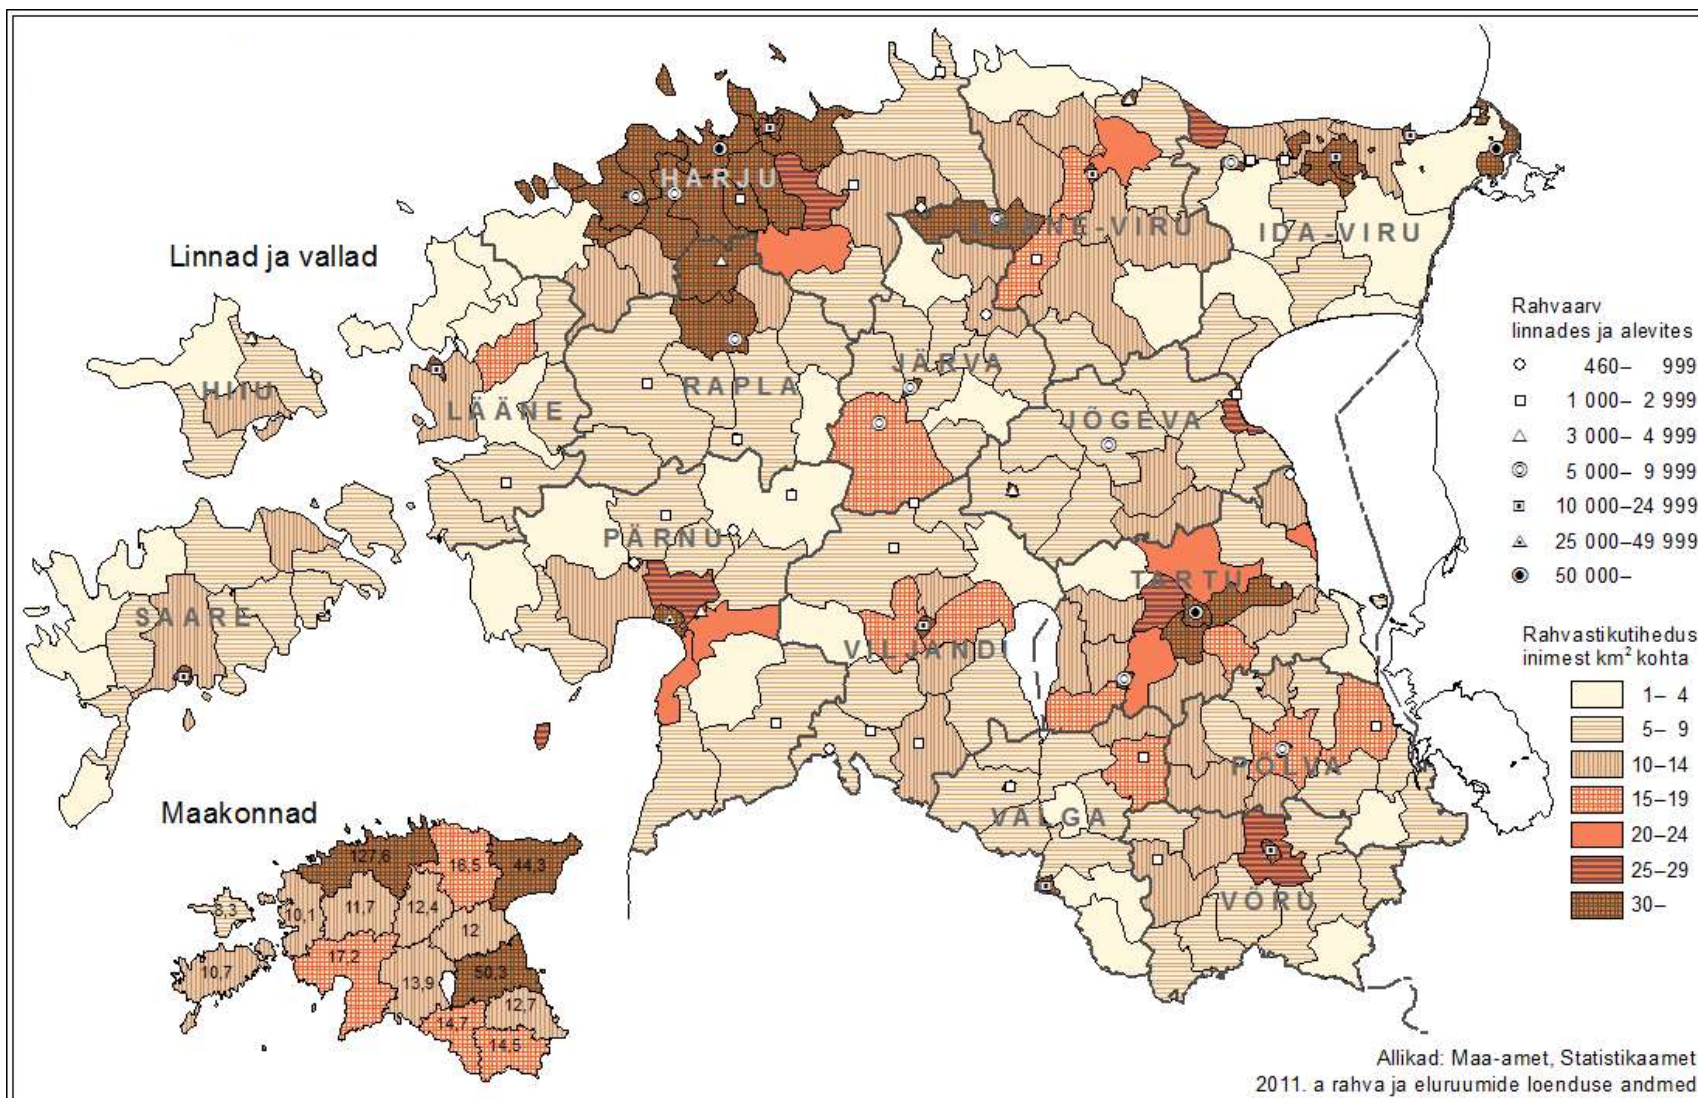 HARJU
LÄÄNE-VIRU
IDA-VIRU
Linnad ja vallad
HIIU
LÄÄNE
RAPLA
JÄRVA
JÕGEVA
PÄRNU
TARTU
SAARE
VILJANDI
PÕLVA
VALGA
VÕRU
Rahvaarv
linnades ja alevites
460– 999
1 000– 2 999
3 000– 4 999
5 000– 9 999
10 000–24 999
25 000–49 999
50 000–
Rahvastikutihedus
inimest km² kohta
1– 4
5– 9
10–14
15–19
20–24
25–29
30–
Maakonnad
127,6
16,5
44,3
8,3
10,1
11,7
12,4
12
17,2
10,7
13,9
50,3
12,7
14,7
14,5
Allikad: Maa-amet, Statistikaamet
2011. a rahva ja eluruumide loenduse andmed